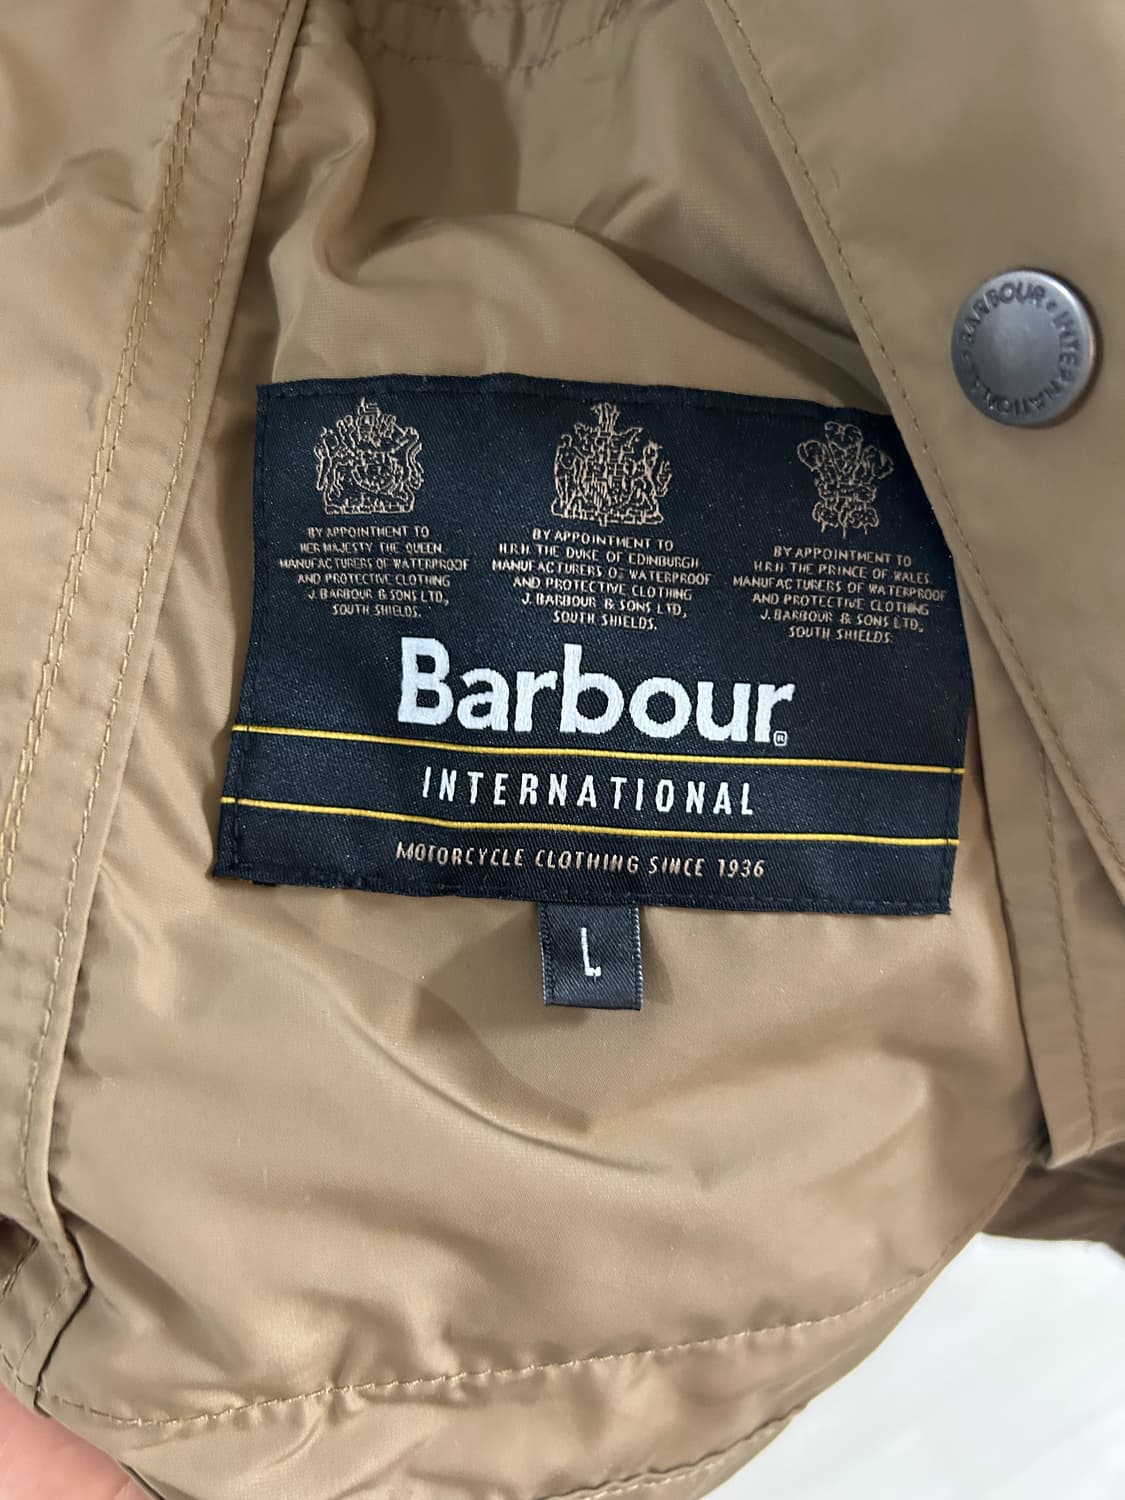 BARBOUR • INTERNATIONAL •
BY APPOINTMENT TO
HER MAJESTY THE QUEEN
MANUFACTURERS OF WATERPROOF
AND PROTECTIVE CLOTHING
J. BARBOUR & SONS LTD,
SOUTH SHIELDS.
BY APPOINTMENT TO
H.R.H. THE DUKE OF EDINBURGH
MANUFACTURERS OF WATERPROOF
AND PROTECTIVE CLOTHING
J. BARBOUR & SONS LTD,
SOUTH SHIELDS.
BY APPOINTMENT TO
H.R.H THE PRINCE OF WALES
MANUFACTURERS OF WATERPROOF
AND PROTECTIVE CLOTHING
J. BARBOUR & SONS LTD,
SOUTH SHIELDS.
Barbour®
INTERNATIONAL
MOTORCYCLE CLOTHING SINCE 1936
L